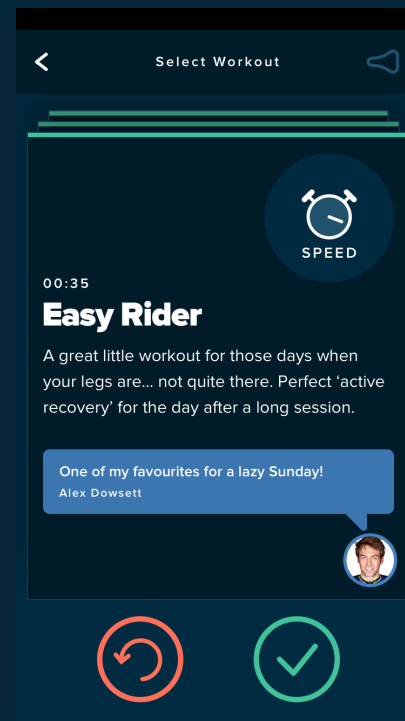 Select Workout
SPEED
00:35
Easy Rider
A great little workout for those days when
your legs are... not quite there. Perfect ‘active
recovery’ for the day after a long session.
One of my favourites for a lazy Sunday!
Alex Dowsett